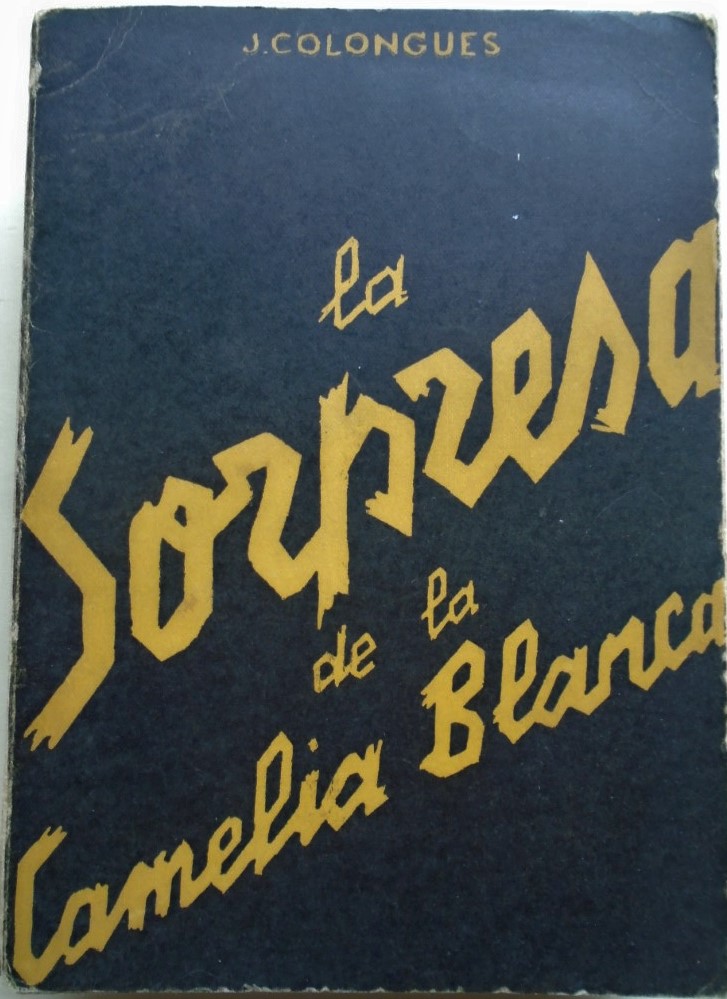 J. COLONGUES
la
Sorpresa
de la
Camelia Blanca